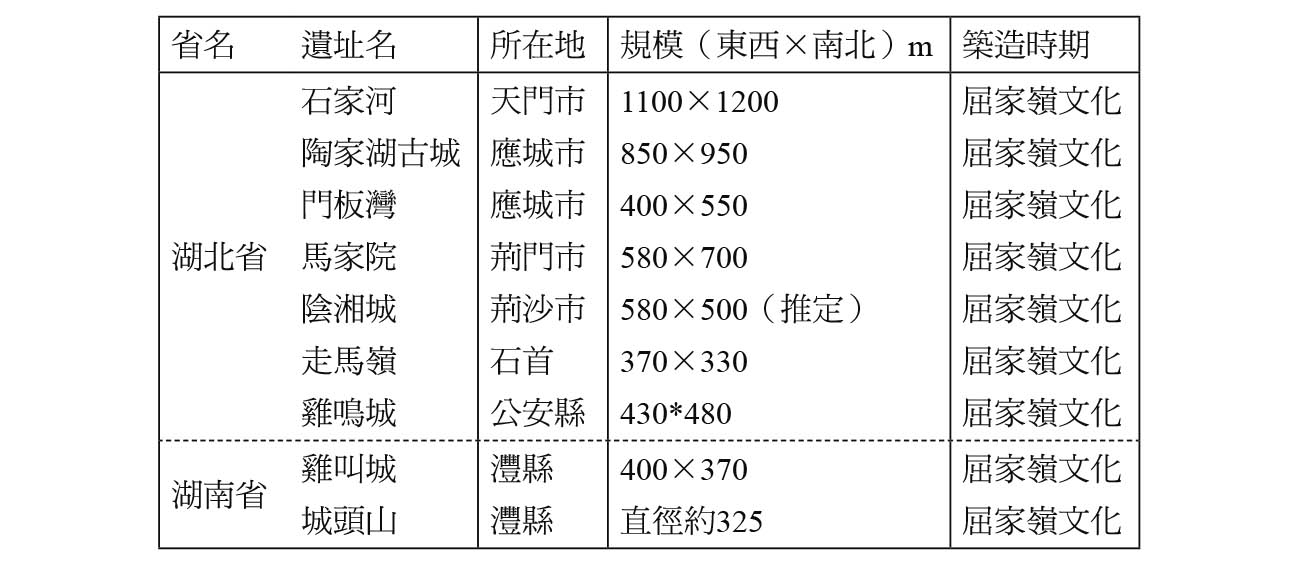 省名 遺址名 所在地 規模（東西×南北）m 築造時期
石家河 天門市 1100×1200 屈家嶺文化
陶家湖古城 應城市 850×950 屈家嶺文化
門板灣 應城市 400×550 屈家嶺文化
湖北省 馬家院 荊門市 580×700 屈家嶺文化
陰湘城 荊沙市 580×500（推定） 屈家嶺文化
走馬嶺 石首 370×330 屈家嶺文化
雞鳴城 公安縣 430*480 屈家嶺文化
湖南省 雞叫城 澧縣 400×370 屈家嶺文化
城頭山 澧縣 直徑約325 屈家嶺文化